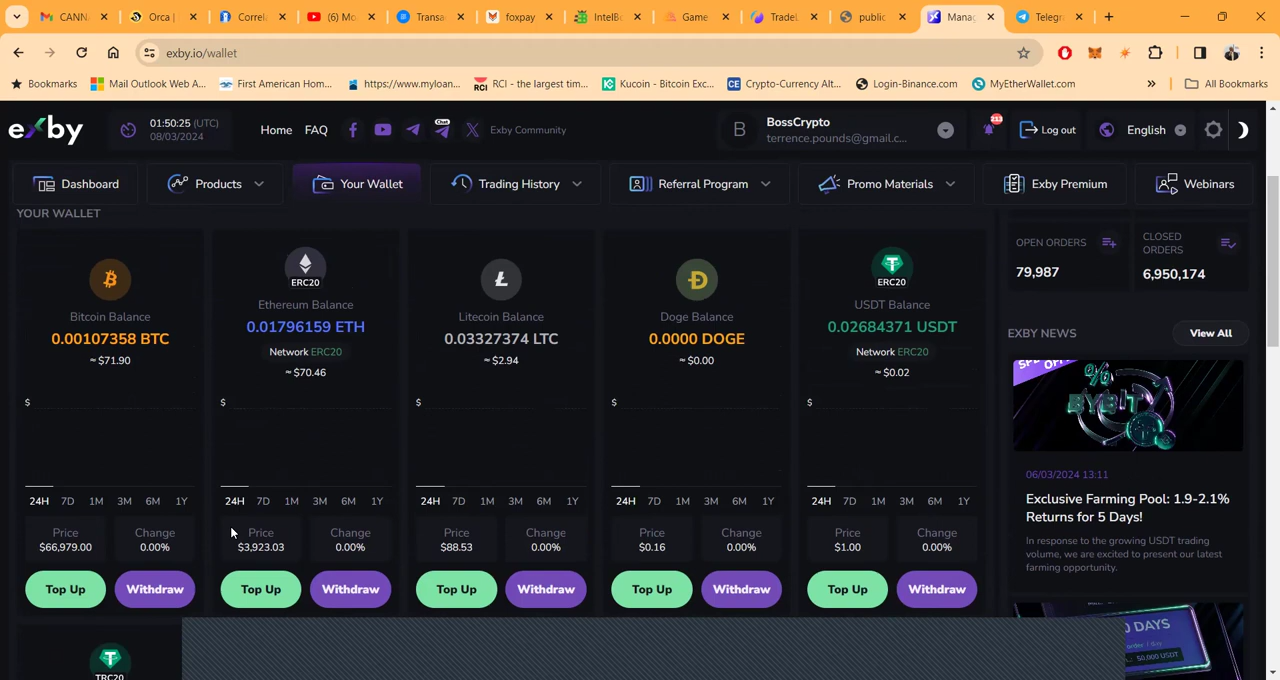 CANN
Orca |
Correl
(6) Mo
Transa
foxpay
IntelBo
Game
TradeL
public
Manag
Telegr
exby.io/wallet
Bookmarks
Mail Outlook Web A...
First American Hom...
https://www.myloan...
RCI - the largest tim...
Kucoin - Bitcoin Exc...
Crypto-Currency Alt...
Login-Binance.com
MyEtherWallet.com
All Bookmarks
exby
01:50:25 (UTC)
08/03/2024
Home
FAQ
Chat
Exby Community
B
BossCrypto
terrence.pounds@gmail.c...
213
Log out
English
Dashboard
Products
Your Wallet
Trading History
Referral Program
Promo Materials
Exby Premium
Webinars
YOUR WALLET
Bitcoin Balance
0.00107358 BTC
≈ $71.90
$
24H 7D 1M 3M 6M 1Y
Price
$66,979.00
Change
0.00%
Top Up
Withdraw
ERC20
Ethereum Balance
0.01796159 ETH
Network ERC20
≈ $70.46
$
24H 7D 1M 3M 6M 1Y
Price
$3,923.03
Change
0.00%
Top Up
Withdraw
Litecoin Balance
0.03327374 LTC
≈ $2.94
$
24H 7D 1M 3M 6M 1Y
Price
$88.53
Change
0.00%
Top Up
Withdraw
Doge Balance
0.0000 DOGE
≈ $0.00
$
24H 7D 1M 3M 6M 1Y
Price
$0.16
Change
0.00%
Top Up
Withdraw
ERC20
USDT Balance
0.02684371 USDT
Network ERC20
≈ $0.02
$
24H 7D 1M 3M 6M 1Y
Price
$1.00
Change
0.00%
Top Up
Withdraw
TRC20
OPEN ORDERS
79,987
CLOSED
ORDERS
6,950,174
EXBY NEWS
View All
BYBIT
06/03/2024 13:11
Exclusive Farming Pool: 1.9-2.1%
Returns for 5 Days!
In response to the growing USDT trading
volume, we are excited to present our latest
farming opportunity.
0 DAYS
50,000 USDT